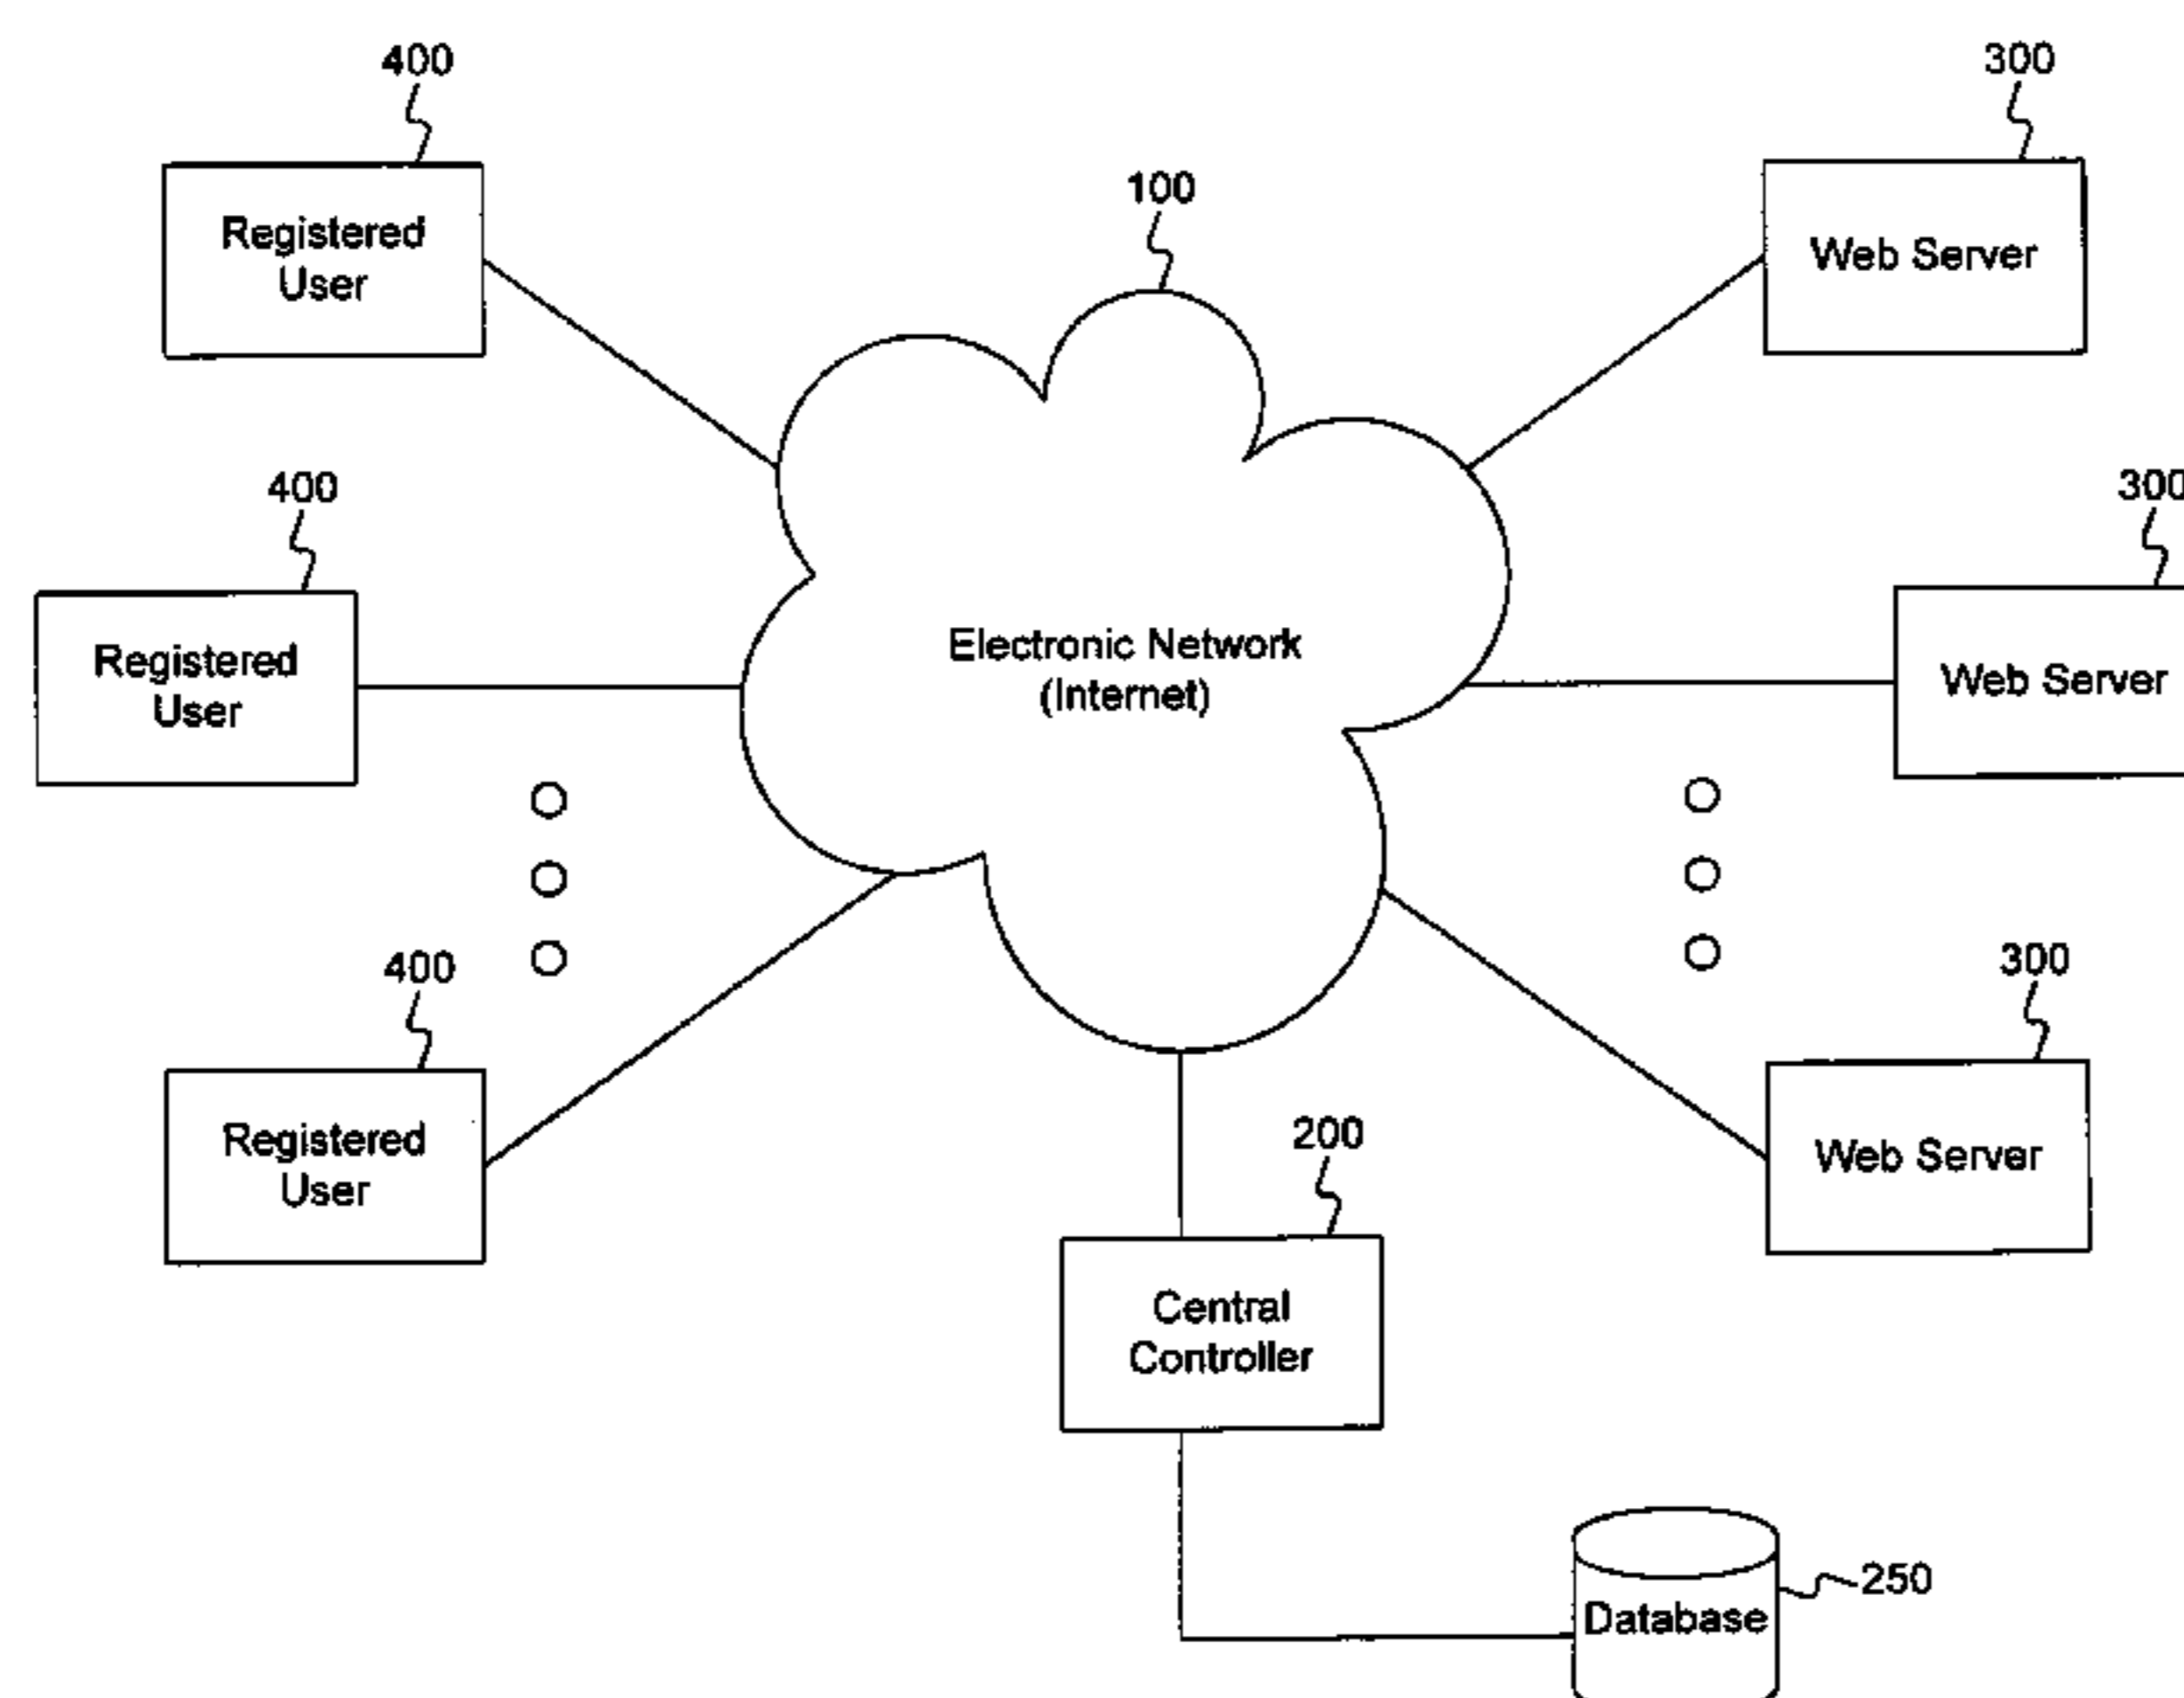 400
300
100
Registered
User
Web Server
400
300
Electronic Network
(Internet)
Registered
User
Web Server
400
300
Registered
User
Web Server
200
Central
Controller
250
Database